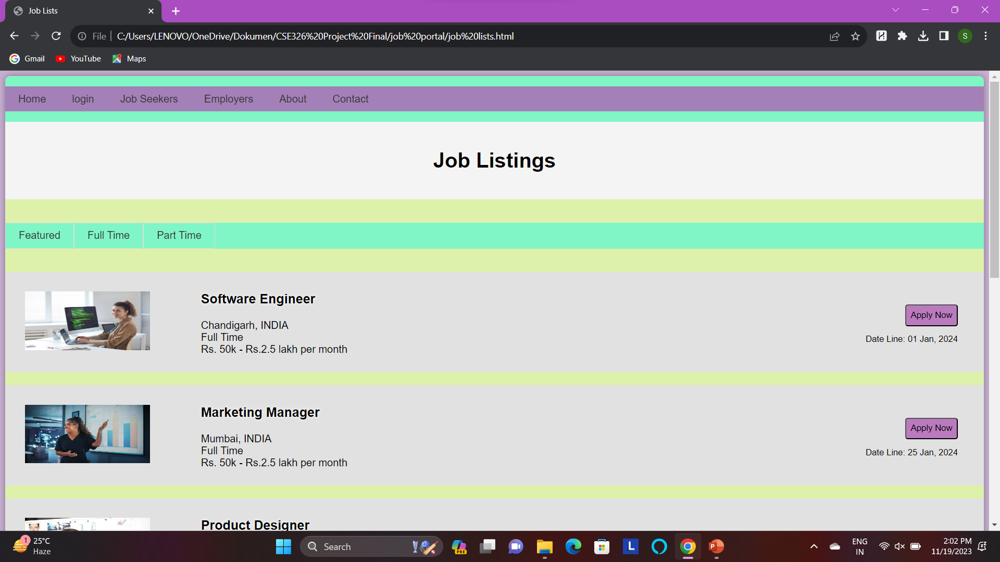 Job Lists
File
C:/Users/LENOVO/OneDrive/Dokumen/CSE326%20Project%20Final/job%20portal/job%20lists.html
S
Gmail
YouTube
Maps
Home
login
Job Seekers
Employers
About
Contact
Job Listings
Featured
Full Time
Part Time
Software Engineer
Chandigarh, INDIA
Full Time
Rs. 50k - Rs.2.5 lakh per month
Apply Now
Date Line: 01 Jan, 2024
Marketing Manager
Mumbai, INDIA
Full Time
Rs. 50k - Rs.2.5 lakh per month
Apply Now
Date Line: 25 Jan, 2024
Product Designer
1
25°C
Haze
Search
PRE
L
P
ENG
IN
2:02 PM
11/19/2023